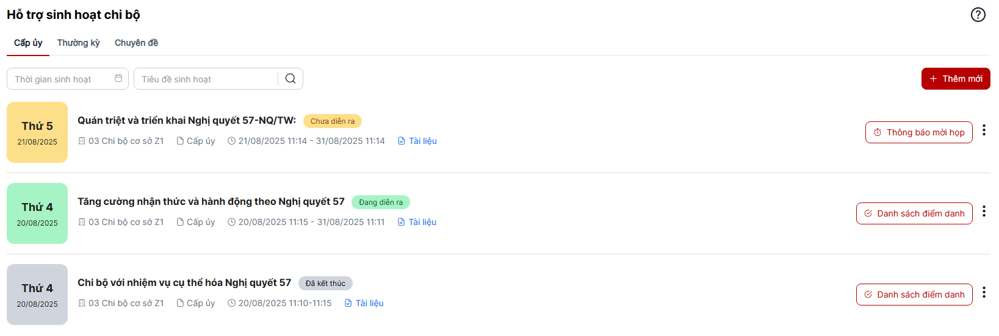 Hỗ trợ sinh hoạt chi bộ
Cấp ủy Thường kỳ Chuyên đề
Thời gian sinh hoạt Tiêu đề sinh hoạt + Thêm mới
Thứ 5
21/08/2025
Quán triệt và triển khai Nghị quyết 57-NQ/TW: Chưa diễn ra
03 Chi bộ cơ sở Z1 Cấp ủy 21/08/2025 11:14 - 31/08/2025 11:14 Tài liệu
Thông báo mời họp
Thứ 4
20/08/2025
Tăng cường nhận thức và hành động theo Nghị quyết 57 Đang diễn ra
03 Chi bộ cơ sở Z1 Cấp ủy 20/08/2025 11:15 - 31/08/2025 11:11 Tài liệu
Danh sách điểm danh
Thứ 4
20/08/2025
Chi bộ với nhiệm vụ cụ thể hóa Nghị quyết 57 Đã kết thúc
03 Chi bộ cơ sở Z1 Cấp ủy 20/08/2025 11:10-11:15 Tài liệu
Danh sách điểm danh